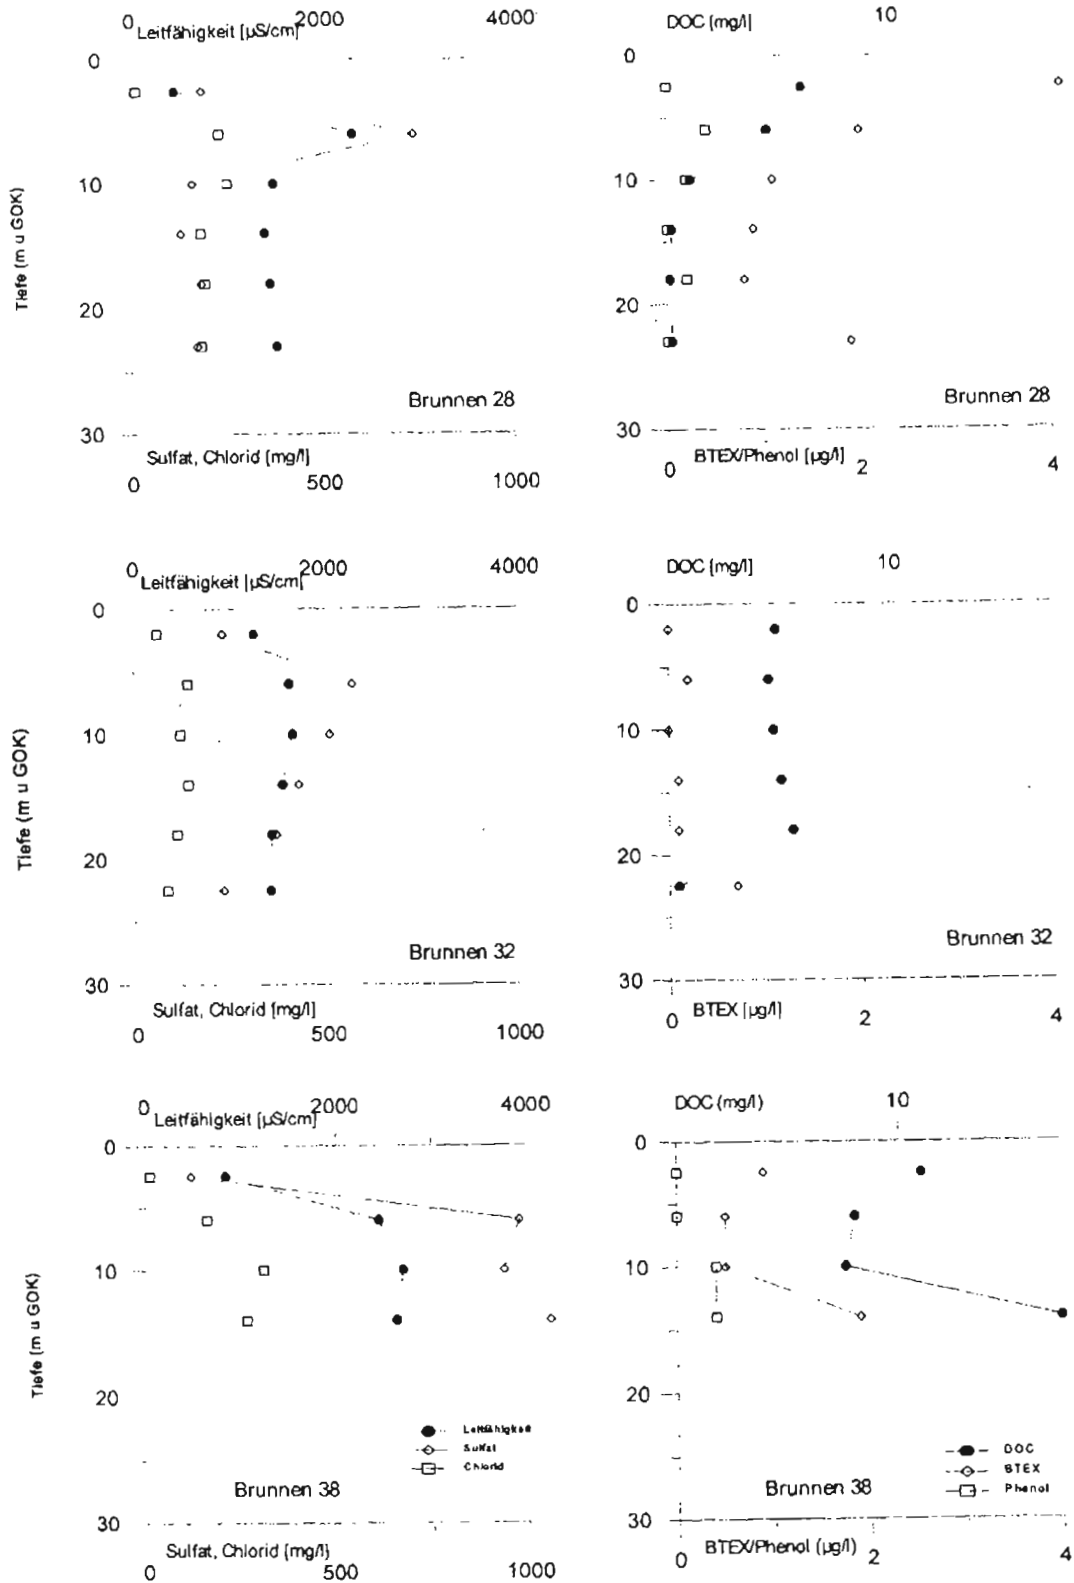 0 2000 4000
Leitfähigkeit [µS/cm]
0
10
20
30
Tiefe (m u GOK)
Brunnen 28
Sulfat, Chlorid [mg/l]
0 500 1000
DOC (mg/l)
10
0
10
20
30
Brunnen 28
BTEX/Phenol [µg/l]
0 2 4
0 2000 4000
Leitfähigkeit [µS/cm]
0
10
20
30
Tiefe (m u GOK)
Brunnen 32
Sulfat, Chlorid [mg/l]
0 500 1000
DOC [mg/l]
10
0
10
20
30
Brunnen 32
BTEX [µg/l]
0 2 4
0 2000 4000
Leitfähigkeit [µS/cm]
0
10
20
30
Tiefe (m u GOK)
Leitfähigkeit
Sulfat
Chlorid
Brunnen 38
Sulfat, Chlorid (mg/l)
0 500 1000
DOC (mg/l)
10
0
10
20
30
DOC
BTEX
Phenol
Brunnen 38
BTEX/Phenol (µg/l)
0 2 4